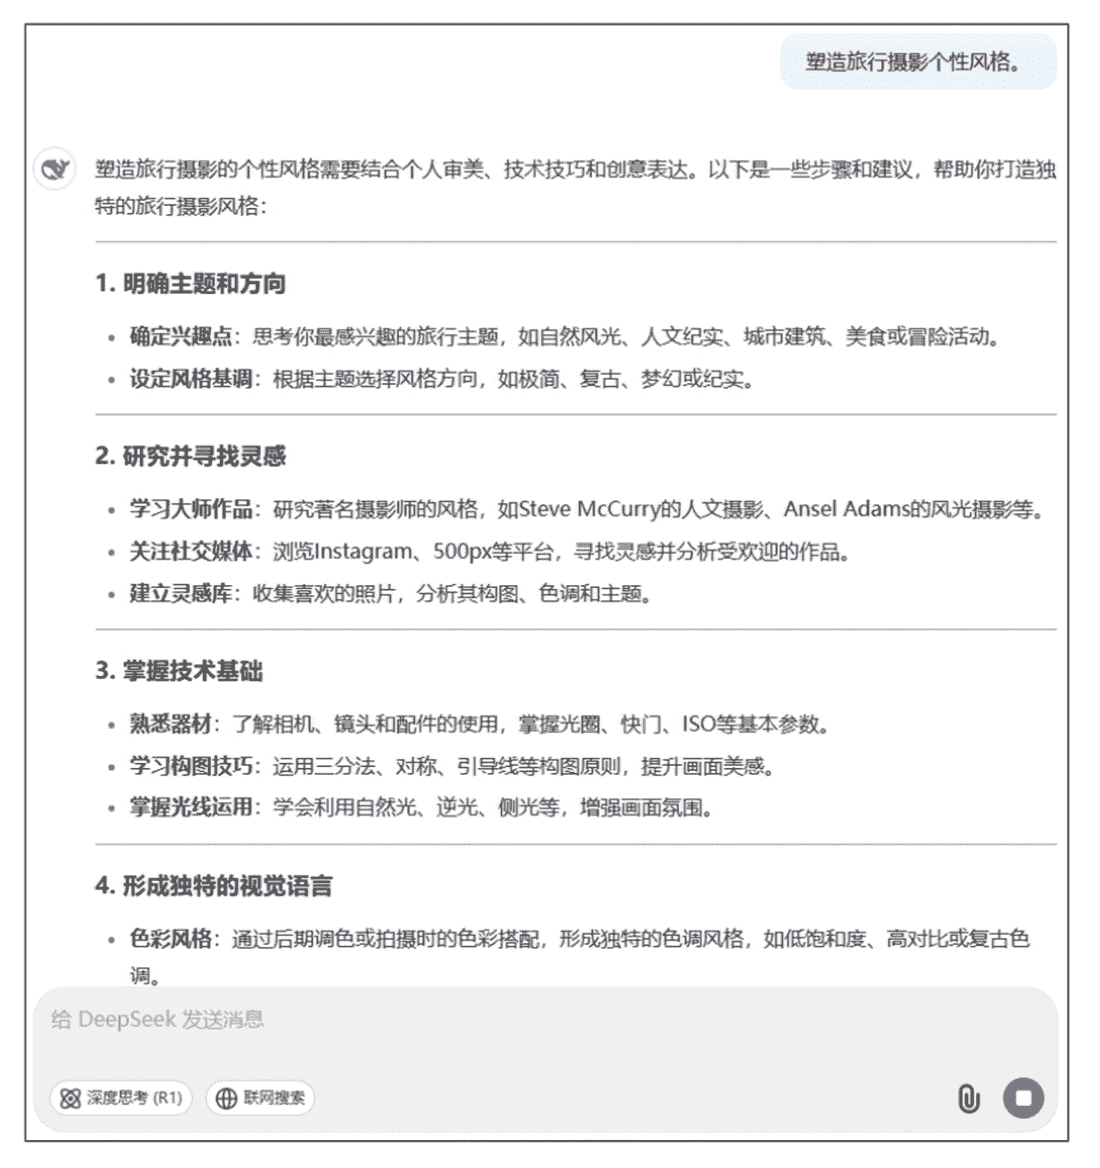 塑造旅行摄影个性风格。
塑造旅行摄影的个性风格需要结合个人审美、技术技巧和创意表达。以下是一些步骤和建议，帮助你打造独
特的旅行摄影风格：
1. 明确主题和方向
• 确定兴趣点：思考你最感兴趣的旅行主题，如自然风光、人文纪实、城市建筑、美食或冒险活动。
• 设定风格基调：根据主题选择风格方向，如极简、复古、梦幻或纪实。
2. 研究并寻找灵感
• 学习大师作品：研究著名摄影师的风格，如Steve McCurry的人文摄影、Ansel Adams的风光摄影等。
• 关注社交媒体：浏览Instagram、500px等平台，寻找灵感并分析受欢迎的作品。
• 建立灵感库：收集喜欢的照片，分析其构图、色调和主题。
3. 掌握技术基础
• 熟悉器材：了解相机、镜头和配件的使用，掌握光圈、快门、ISO等基本参数。
• 学习构图技巧：运用三分法、对称、引导线等构图原则，提升画面美感。
• 掌握光线运用：学会利用自然光、逆光、侧光等，增强画面氛围。
4. 形成独特的视觉语言
• 色彩风格：通过后期调色或拍摄时的色彩搭配，形成独特的色调风格，如低饱和度、高对比或复古色
调。
给 DeepSeek 发送消息
深度思考 (R1) 联网搜索